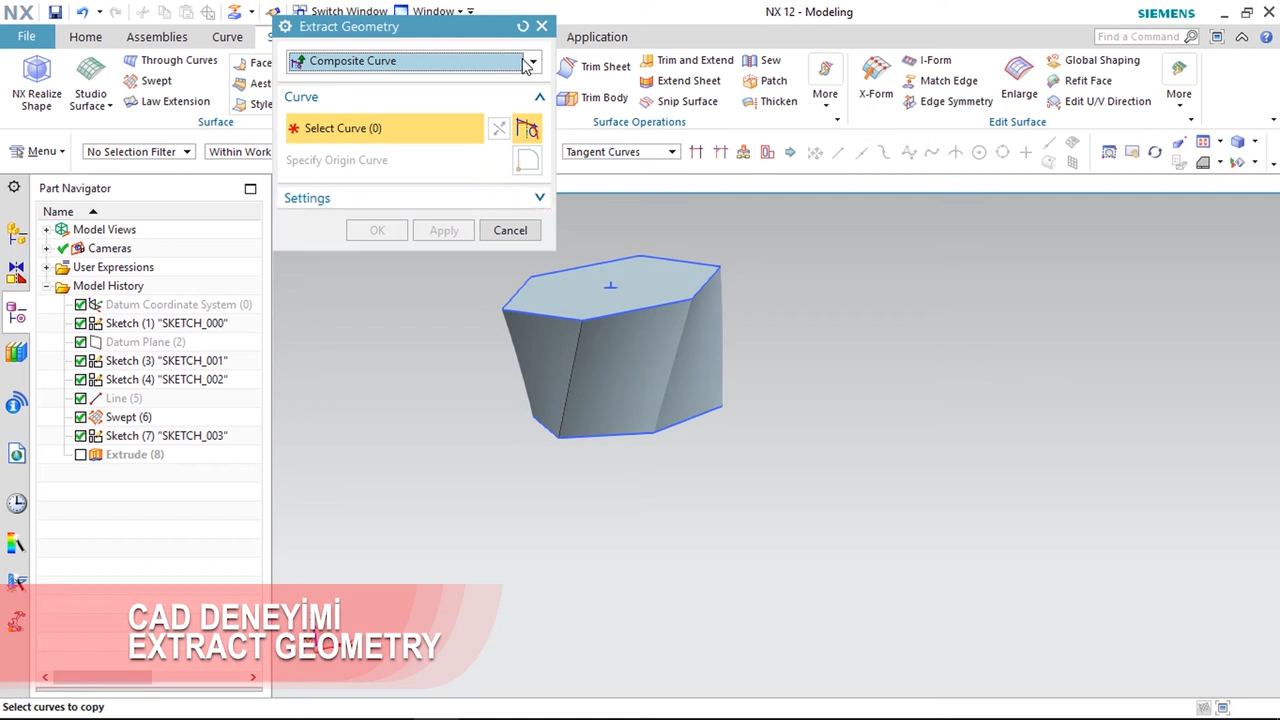 NX
Switch Window
Window
NX 12 - Modeling
SIEMENS
File
Home
Assemblies
Curve
Application
Find a Command
NX Realize Shape
Studio Surface
Through Curves
Swept
Law Extension
Face
Aest
Style
Surface
Trim Sheet
Trim Body
Trim and Extend
Extend Sheet
Snip Surface
Sew
Patch
Thicken
More
Surface Operations
X-Form
I-Form
Match Edge
Edge Symmetry
Enlarge
Global Shaping
Refit Face
Edit U/V Direction
More
Edit Surface
Menu
No Selection Filter
Within Work
Tangent Curves
Extract Geometry
Composite Curve
Curve
* Select Curve (0)
Specify Origin Curve
Settings
OK
Apply
Cancel
Part Navigator
Name
Model Views
Cameras
User Expressions
Model History
Datum Coordinate System (0)
Sketch (1) "SKETCH_000"
Datum Plane (2)
Sketch (3) "SKETCH_001"
Sketch (4) "SKETCH_002"
Line (5)
Swept (6)
Sketch (7) "SKETCH_003"
Extrude (8)
CAD DENEYİMİ
EXTRACT GEOMETRY
Select curves to copy